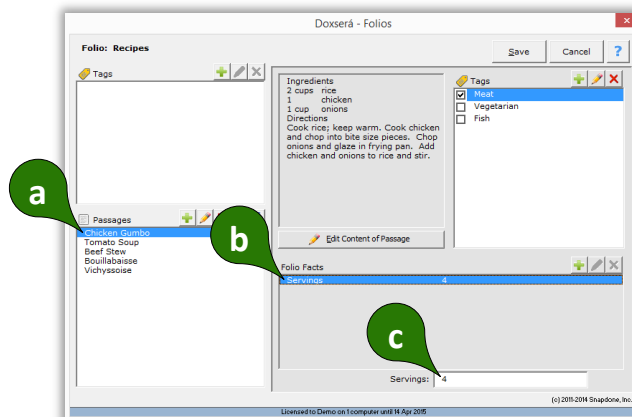 Doxserá - Folios
Folio: Recipes
Save
Cancel
?
Tags
Ingredients
2 cups rice
1 chicken
1 cup onions
Directions
Cook rice; keep warm. Cook chicken
and chop into bite size pieces. Chop
onions and glaze in frying pan. Add
chicken and onions to rice and stir.
Tags
Meat
Vegetarian
Fish
a
Passages
Chicken Gumbo
Tomato Soup
Beef Stew
Bouillabaisse
Vichyssoise
b
Edit Content of Passage
Folio Facts
Servings 4
c
Servings: 4
(c) 2011-2014 Snapdone, Inc.
Licensed to Demo on 1 computer until 14 Apr 2015